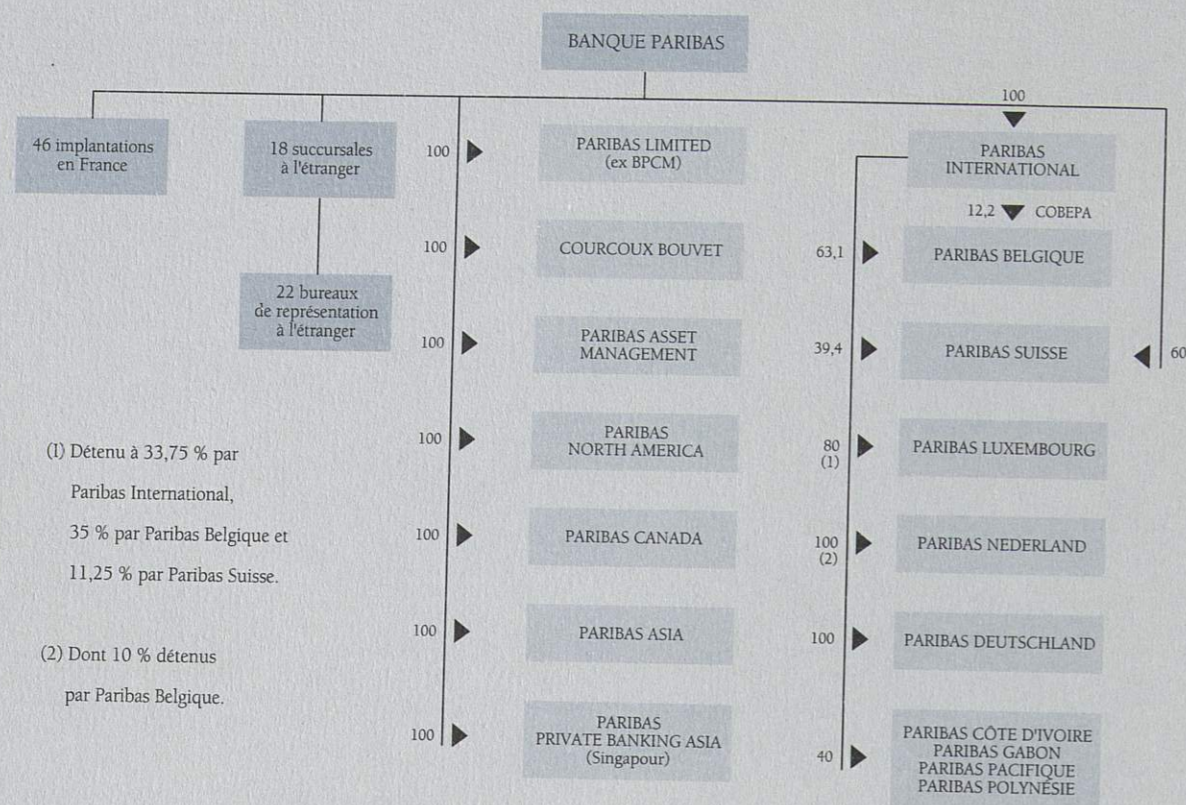 BANQUE PARIBAS
100
46 implantations
en France
18 succursales
à l'étranger
22 bureaux
de représentation
à l'étranger
100
PARIBAS LIMITED
(ex BPCM)
100
COURCOUX BOUVET
100
PARIBAS ASSET
MANAGEMENT
100
PARIBAS
NORTH AMERICA
100
PARIBAS CANADA
100
PARIBAS ASIA
100
PARIBAS
PRIVATE BANKING ASIA
(Singapour)
PARIBAS
INTERNATIONAL
12,2 COBEPA
63,1
PARIBAS BELGIQUE
39,4
PARIBAS SUISSE
60
80
(1)
PARIBAS LUXEMBOURG
100
(2)
PARIBAS NEDERLAND
100
PARIBAS DEUTSCHLAND
40
PARIBAS CÔTE D'IVOIRE
PARIBAS GABON
PARIBAS PACIFIQUE
PARIBAS POLYNÉSIE
(1) Détenu à 33,75 % par
Paribas International,
35 % par Paribas Belgique et
11,25 % par Paribas Suisse.
(2) Dont 10 % détenus
par Paribas Belgique.